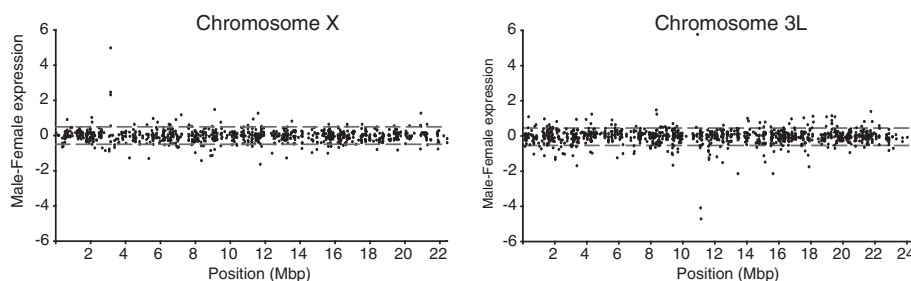 Chromosome X
Male-Female expression
6
4
2
0
-2
-4
-6
2 4 6 8 10 12 14 16 18 20 22
Position (Mbp)
Chromosome 3L
Male-Female expression
6
4
2
0
-2
-4
-6
2 4 6 8 10 12 14 16 18 20 22 24
Position (Mbp)